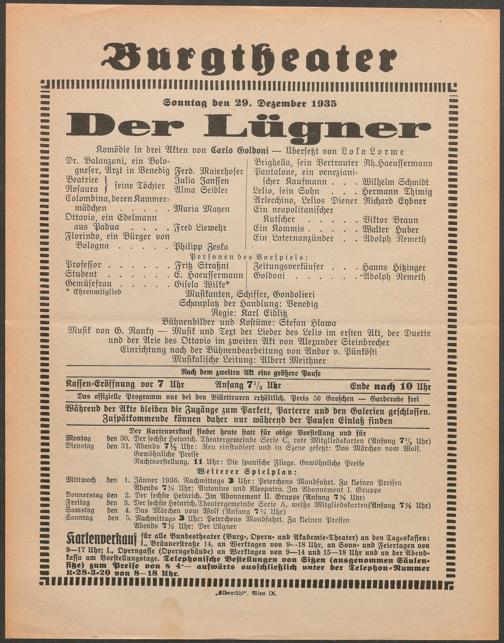 Burgtheater
Sonntag den 29. Dezember 1935
Der Lügner
Komödie in drei Akten von Carlo Goldoni — Übersetzt von Lola Lorme
Dr. Balanzoni, ein Bolo-
gneser, Arzt in Venedig Ferd. Maierhofer
Beatrice } seine Töchter Julia Janssen
Rosaura } Alma Seidler
Colombina, deren Kammer-
mädchen . . . . . Maria Mayen
Ottavio, ein Edelmann
aus Padua . . . . Fred Liewehr
Florindo, ein Bürger von
Bologna . . . . . Philipp Zeska
Brighella, sein Vertrauter Rh. Haeussermann
Pantalone, ein veneziani-
scher Kaufmann . . . Wilhelm Schmidt
Lelio, sein Sohn . . . Hermann Thimig
Arlecchino, Lelios Diener Richard Eybner
Ein neapolitanischer
Kutscher . . . . . Viktor Braun
Ein Kommis . . . . Walter Huber
Ein Laternanzünder . . Adolph Nemeth
Personen des Vorspiels:
Professor . . . . . Fritz Straßni
Student . . . . . E. Haeussermann
Gemüsefrau . . . . Gisela Wilke*
* Ehrenmitglied
Zeitungsverkäufer . . . Hanns Hitzinger
Goldoni . . . . . Adolph Nemeth
Musikanten, Schiffer, Gondolieri
Schauplatz der Handlung: Venedig
Regie: Karl Eidlitz
Bühnenbilder und Kostüme: Stefan Hlawa
Musik von G. Ranky — Musik und Text der Lieder des Lelio im ersten Akt, der Duette
und der Arie des Ottavio im zweiten Akt von Alexander Steinbrecher
Einrichtung nach der Bühnenbearbeitung von Andor v. Pünkösti
Musikalische Leitung: Albert Meithner
Nach dem zweiten Akt eine größere Pause
Kassen-Eröffnung vor 7 Uhr Anfang 7½ Uhr Ende nach 10 Uhr
Das offizielle Programm nur bei den Billetteuren erhältlich. Preis 50 Groschen — Garderobe frei
Während der Akte bleiben die Zugänge zum Parkett, Parterre und den Galerien geschlossen.
Zuspätkommende können daher nur während der Pausen Einlaß finden
Der Kartenverkauf findet heute statt für obige Vorstellung und für
Montag den 30. Der sechste Heinrich. Theatergemeinde Serie C, rote Mitgliedskarten (Anfang 7½ Uhr)
Dienstag den 31. Abends 7½ Uhr: Neu einstudiert und in Szene gesetzt: Das Märchen vom Wolf.
Gewöhnliche Preise
Nachtvorstellung. 11 Uhr: Die spanische Fliege. Gewöhnliche Preise
Weiterer Spielplan:
Mittwoch den 1. Jänner 1936. Nachmittags 3 Uhr: Peterchens Mondfahrt. Zu kleinen Preisen
Abends 7½ Uhr: Antonius und Kleopatra. Im Abonnement I. Gruppe
Donnerstag den 2. Der sechste Heinrich. Im Abonnement II. Gruppe (Anfang 7½ Uhr)
Freitag den 3. Der sechste Heinrich. Theatergemeinde Serie A, weiße Mitgliedskarten (Anfang 7½ Uhr)
Samstag den 4. Das Märchen vom Wolf (Anfang 7½ Uhr)
Sonntag den 5. Nachmittags 3 Uhr: Peterchens Mondfahrt. Zu kleinen Preisen
Abends 7½ Uhr: Der Lügner
Kartenverkauf für alle Bundestheater (Burg-, Opern- und Akademie-Theater) an den Tageskassen:
I., Bräunerstraße 14, an Werktagen von 9—18 Uhr, an Sonn- und Feiertagen von
9—17 Uhr; I., Operngasse (Operngebäude) an Werktagen von 9—14 und 15—18 Uhr und an der Abend-
kassa am Vorstellungstage. Telephonische Bestellungen von Sitzen (ausgenommen Säulen-
sitze) zum Preise von S 4·— aufwärts ausschließlich unter der Telephon-Nummer
R-28-3-20 von 8—18 Uhr.
„Elbemühl“, Wien IX.